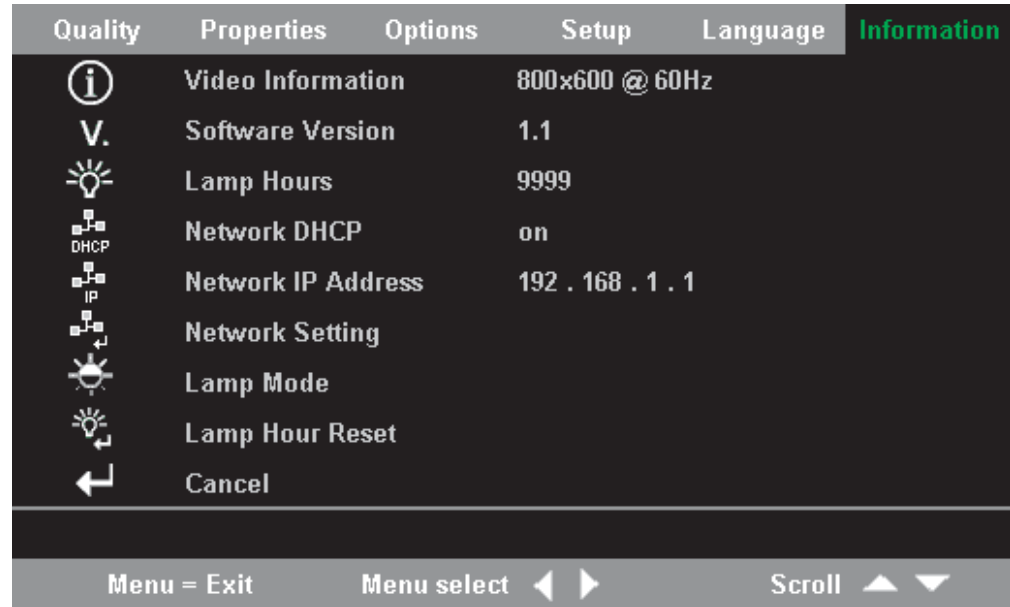 Quality Properties Options Setup Language Information
i Video Information 800x600 @ 60Hz
V. Software Version 1.1
Lamp Hours 9999
DHCP Network DHCP on
IP Network IP Address 192 . 168 . 1 . 1
Network Setting
Lamp Mode
Lamp Hour Reset
Cancel
Menu = Exit Menu select Scroll